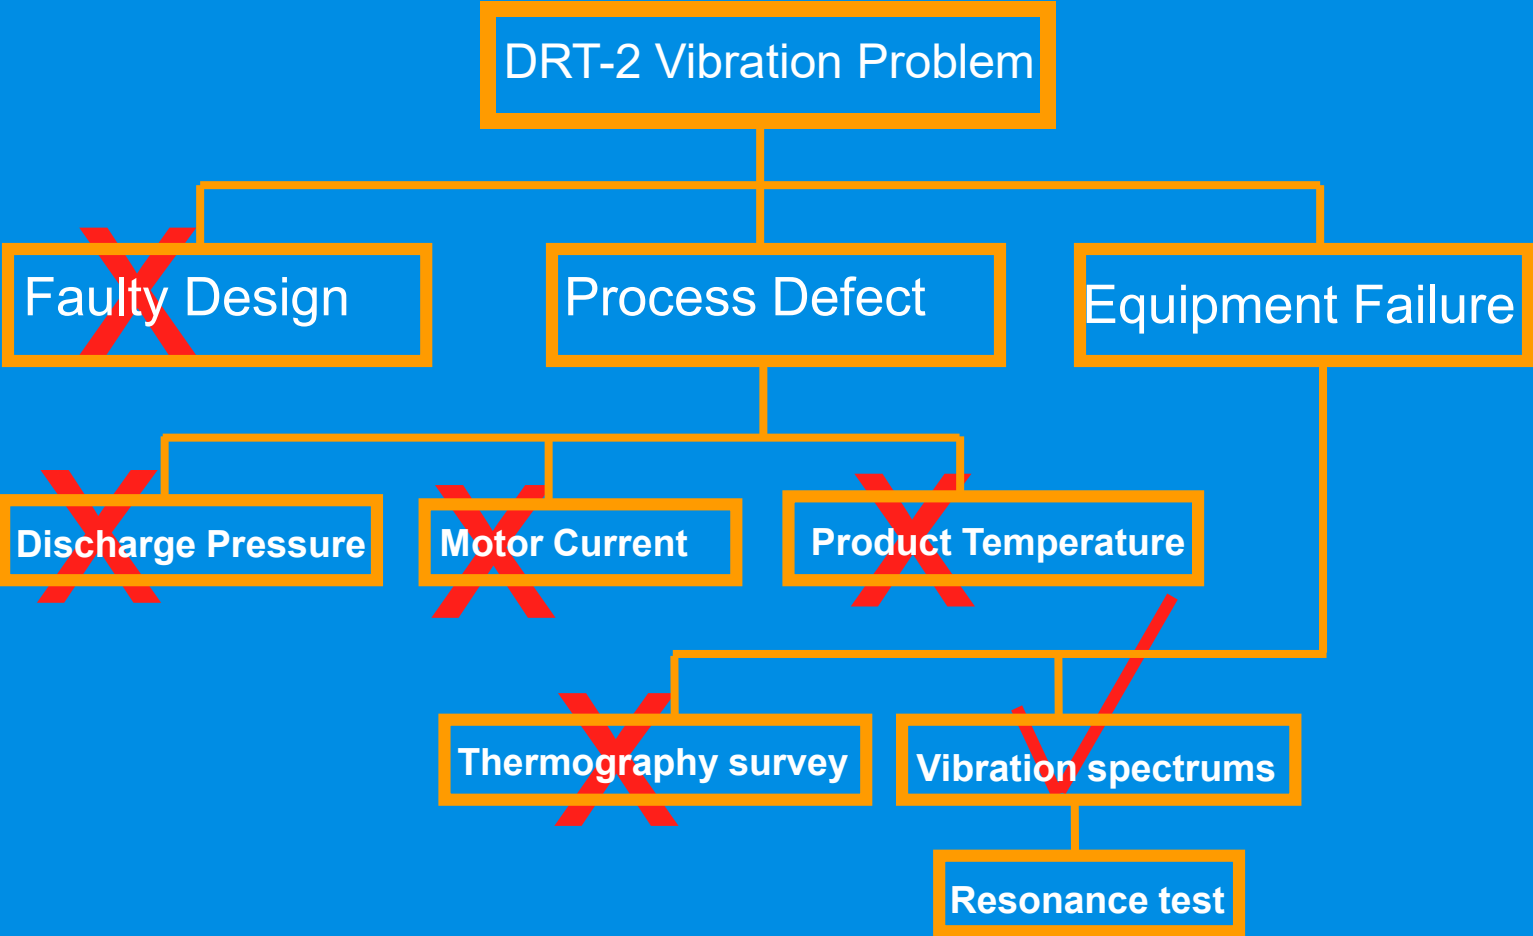 DRT-2 Vibration Problem
Faulty Design
Process Defect
Equipment Failure
Discharge Pressure
Motor Current
Product Temperature
Thermography survey
Vibration spectrums
Resonance test